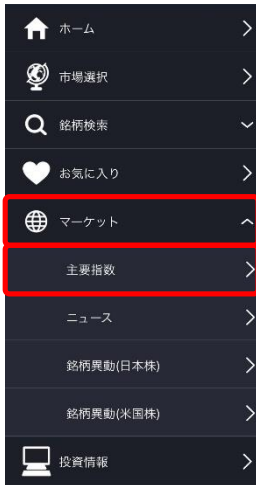 ホーム
市場選択
銘柄検索
お気に入り
マーケット
主要指数
ニュース
銘柄異動(日本株)
銘柄異動(米国株)
投資情報